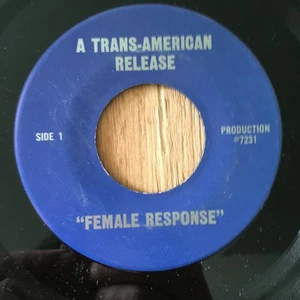 A TRANS-AMERICAN
RELEASE
SIDE 1
PRODUCTION
#7231
"FEMALE RESPONSE"